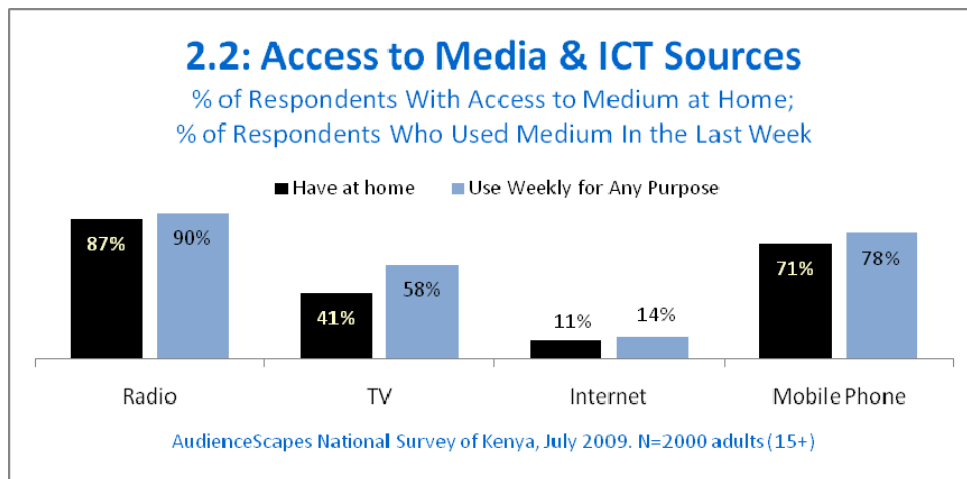 2.2: Access to Media & ICT Sources
% of Respondents With Access to Medium at Home;
% of Respondents Who Used Medium In the Last Week
Have at home Use Weekly for Any Purpose
87% 90% 41% 58% 11% 14% 71% 78%
Radio TV Internet Mobile Phone
AudienceScapes National Survey of Kenya, July 2009. N=2000 adults (15+)